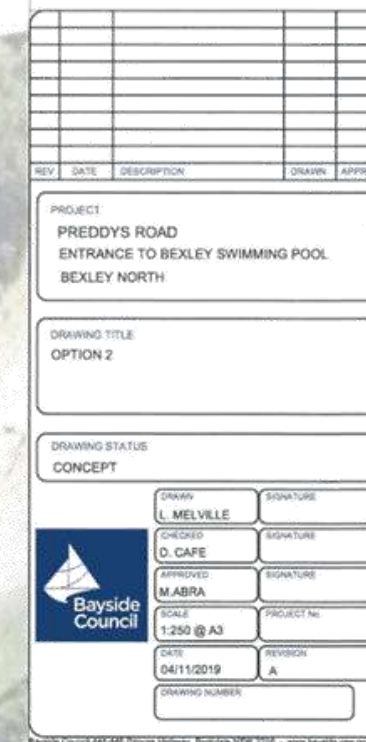 REV DATE DESCRIPTION DRAWN
PROJECT
PREDDYS ROAD
ENTRANCE TO BEXLEY SWIMMING POOL
BEXLEY NORTH
DRAWING TITLE
OPTION 2
DRAWING STATUS
CONCEPT
DRAWN SIGNATURE
L. MELVILLE
CHECKED SIGNATURE
D. CAFE
APPROVED SIGNATURE
M.ABRA
SCALE PROJECT No.
1:250 @ A3
DATE REVISION
04/11/2019 A
DRAWING NUMBER
Bayside
Council